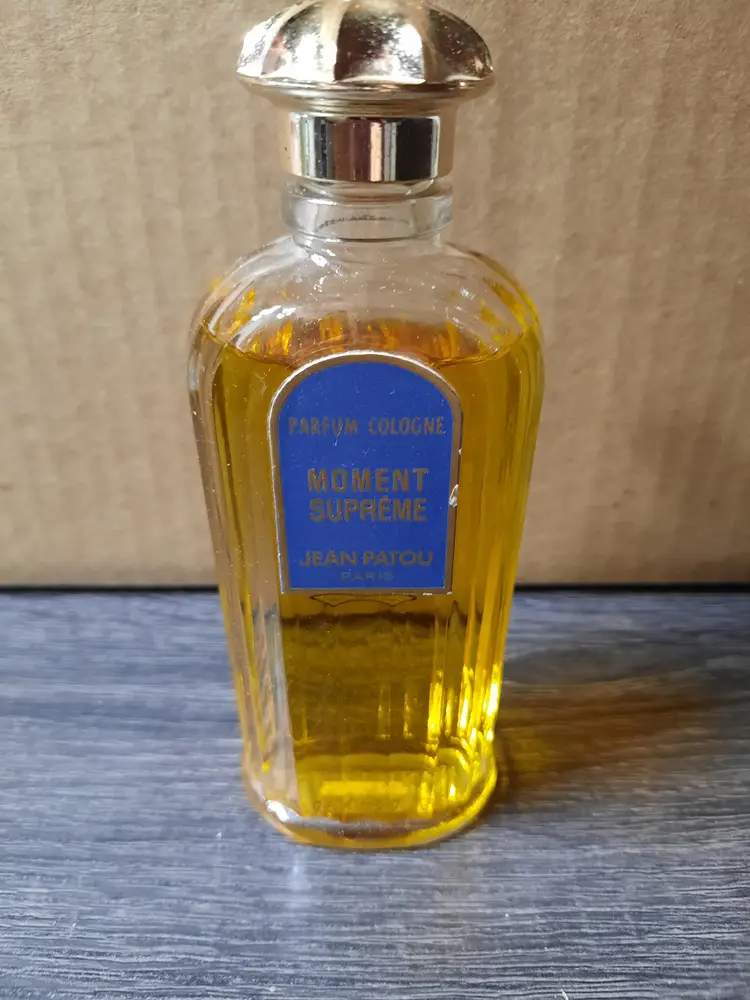 PARFUM COLOGNE
MOMENT
SUPRÊME
JEAN PATOU
PARIS